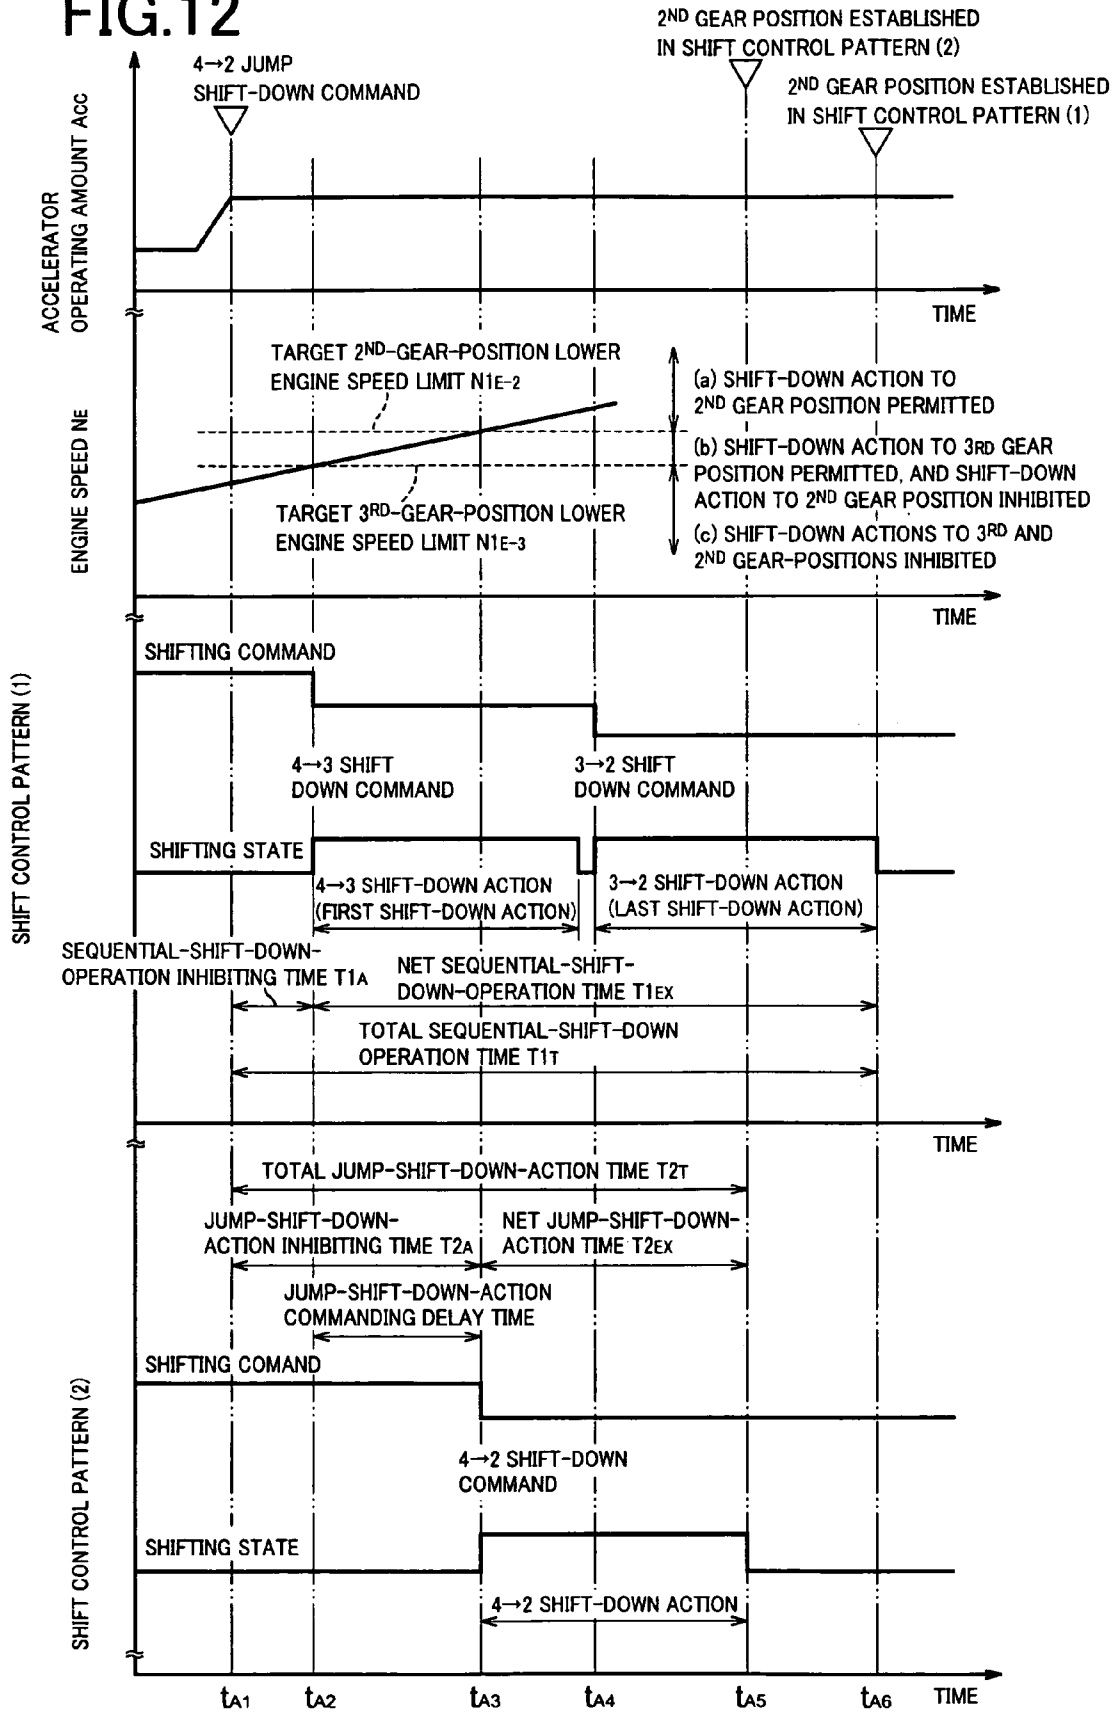 FIG.12
2ND GEAR POSITION ESTABLISHED
IN SHIFT CONTROL PATTERN (2)
4→2 JUMP
SHIFT-DOWN COMMAND
2ND GEAR POSITION ESTABLISHED
IN SHIFT CONTROL PATTERN (1)
ACCELERATOR
OPERATING AMOUNT ACC
TIME
ENGINE SPEED NE
TARGET 2ND-GEAR-POSITION LOWER
ENGINE SPEED LIMIT N1E-2
(a) SHIFT-DOWN ACTION TO
2ND GEAR POSITION PERMITTED
(b) SHIFT-DOWN ACTION TO 3RD GEAR
POSITION PERMITTED, AND SHIFT-DOWN
ACTION TO 2ND GEAR POSITION INHIBITED
TARGET 3RD-GEAR-POSITION LOWER
ENGINE SPEED LIMIT N1E-3
(c) SHIFT-DOWN ACTIONS TO 3RD AND
2ND GEAR-POSITIONS INHIBITED
TIME
SHIFT CONTROL PATTERN (1)
SHIFTING COMMAND
4→3 SHIFT
DOWN COMMAND
3→2 SHIFT
DOWN COMMAND
SHIFTING STATE
4→3 SHIFT-DOWN ACTION
(FIRST SHIFT-DOWN ACTION)
3→2 SHIFT-DOWN ACTION
(LAST SHIFT-DOWN ACTION)
SEQUENTIAL-SHIFT-DOWN-
OPERATION INHIBITING TIME T1A
NET SEQUENTIAL-SHIFT-
DOWN-OPERATION TIME T1EX
TOTAL SEQUENTIAL-SHIFT-DOWN
OPERATION TIME T1T
TIME
TOTAL JUMP-SHIFT-DOWN-ACTION TIME T2T
JUMP-SHIFT-DOWN-
ACTION INHIBITING TIME T2A
NET JUMP-SHIFT-DOWN-
ACTION TIME T2EX
JUMP-SHIFT-DOWN-ACTION
COMMANDING DELAY TIME
SHIFT CONTROL PATTERN (2)
SHIFTING COMAND
4→2 SHIFT-DOWN
COMMAND
SHIFTING STATE
4→2 SHIFT-DOWN ACTION
tA1 tA2 tA3 tA4 tA5 tA6 TIME